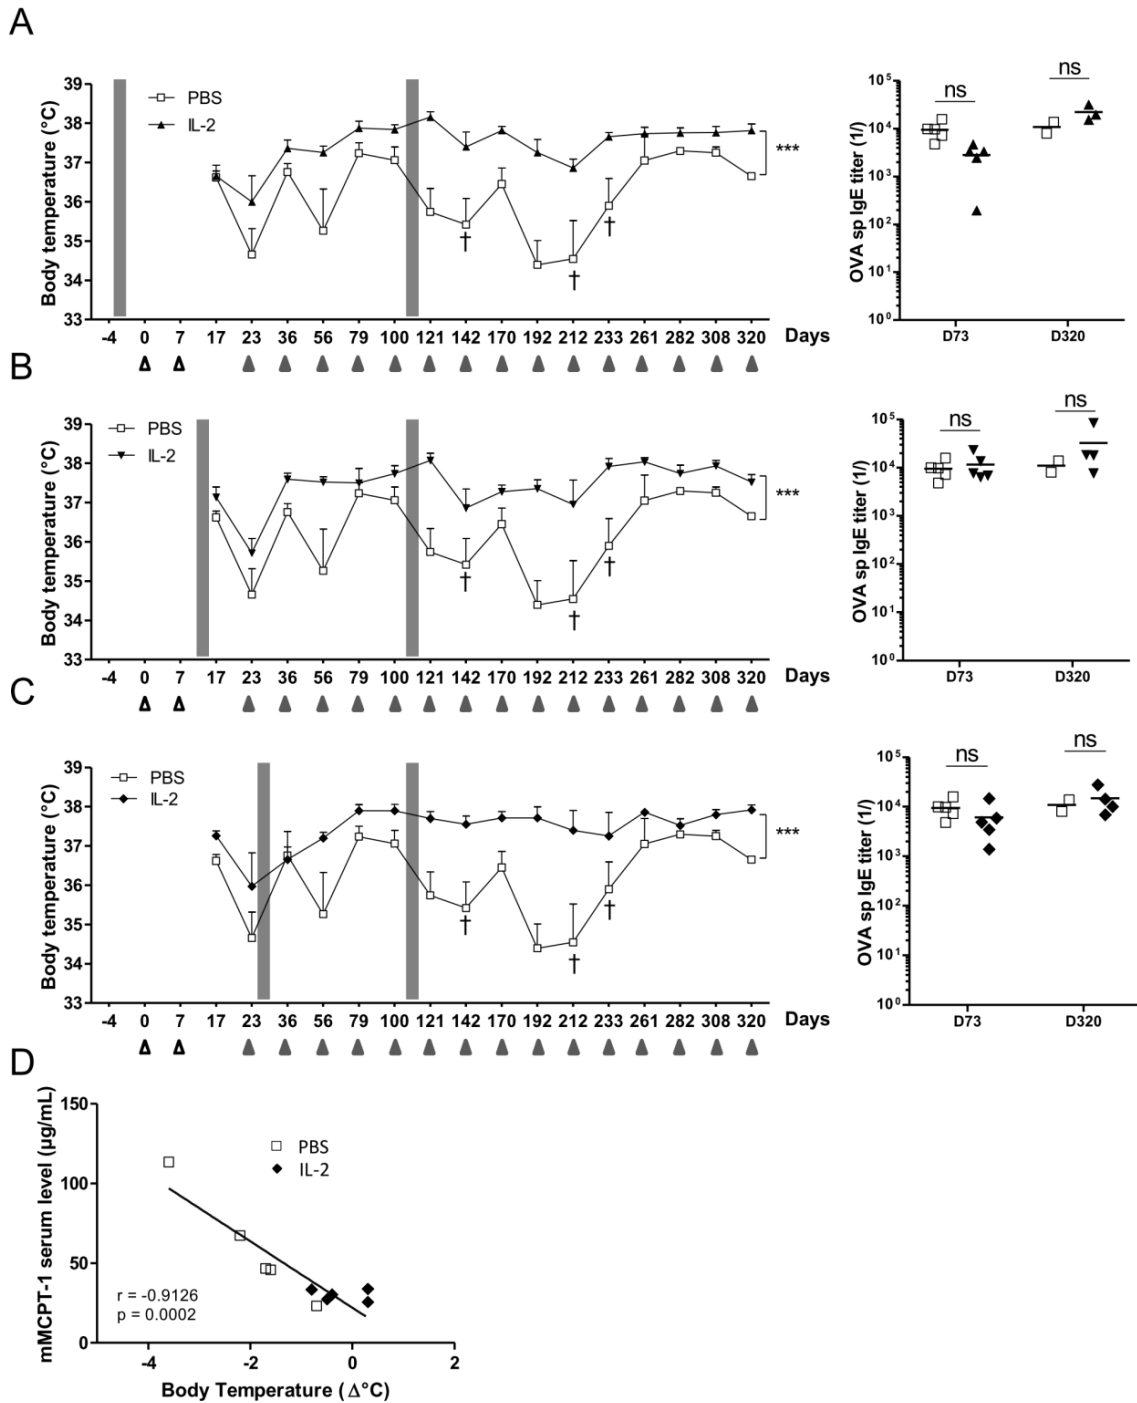 A
39
38
37
36
35
34
33
Body temperature (°C)
PBS
IL-2
***
†
†
†
-4 0 7 17 23 36 56 79 100 121 142 170 192 212 233 261 282 308 320 Days
OVA sp IgE titer (1/)
10⁵
10⁴
10³
10²
10¹
10⁰
ns
ns
D73 D320
B
39
38
37
36
35
34
33
Body temperature (°C)
PBS
IL-2
***
†
†
†
-4 0 7 17 23 36 56 79 100 121 142 170 192 212 233 261 282 308 320 Days
OVA sp IgE titer (1/)
10⁵
10⁴
10³
10²
10¹
10⁰
ns
ns
D73 D320
C
39
38
37
36
35
34
33
Body temperature (°C)
PBS
IL-2
***
†
†
†
-4 0 7 17 23 36 56 79 100 121 142 170 192 212 233 261 282 308 320 Days
OVA sp IgE titer (1/)
10⁵
10⁴
10³
10²
10¹
10⁰
ns
ns
D73 D320
D
mMCPT-1 serum level (µg/mL)
150
100
50
0
PBS
IL-2
r = -0.9126
p = 0.0002
-4 -2 0 2
Body Temperature (Δ°C)